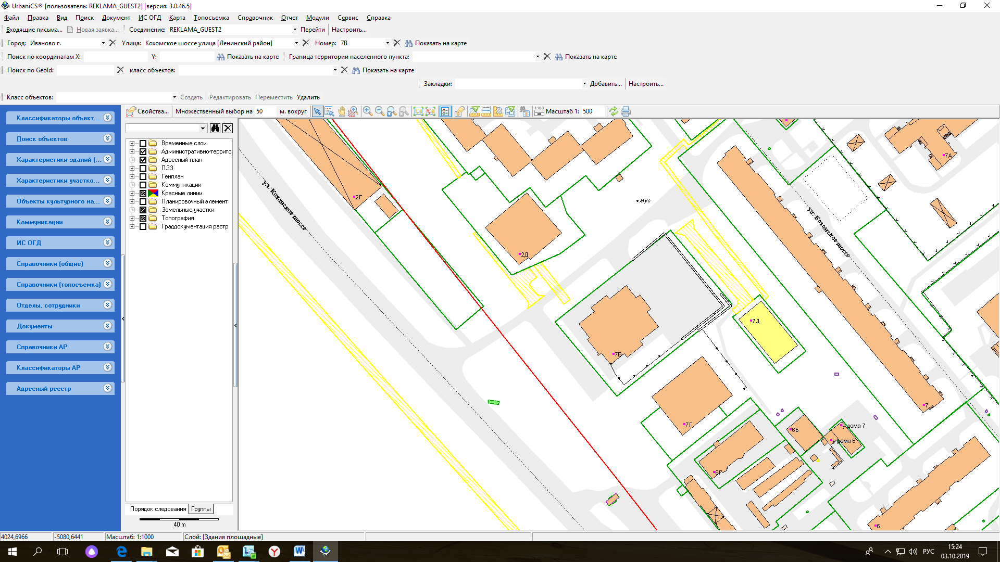 UrbaniCS® [пользователь: REKLAMA_GUEST2] [версия: 3.0.46.5]
Файл Правка Вид Поиск Документ ИС ОГД Карта Топосъемка Справочник Отчет Модули Сервис Справка
Входящие письма... Новая заявка... Соединение: REKLAMA_GUEST2 Перейти Настроить...
Город: Иваново г. Улица: Кохомское шоссе улица [Ленинский район] Номер: 7В Показать на карте
Поиск по координатам X: Y: Показать на карте Граница территории населенного пункта: Показать на карте
Поиск по GeoId: класс объектов: Показать на карте
Закладки: Добавить... Настроить...
Класс объектов: Создать Редактировать Переместить Удалить
Свойства... Множественный выбор на 50 м. вокруг 1:100 Масштаб 1: 500
Классификаторы объект...
Поиск объектов
Характеристики зданий (...
Характеристики участко...
Объекты культурного на...
Коммуникации
ИС ОГД
Справочники (общие)
Справочники (топосъемка)
Отделы, сотрудники
Документы
Справочники АР
Классификаторы АР
Адресный реестр
Временные слои
Административно-территор
Адресный план
ПЗЗ
Генплан
Коммуникации
Красные линии
Планировочный элемент
Земельные участки
Топография
Граддокументация растр
Порядок следования Группы
40 m
ул. Кохомское шоссе
2Г
2Д
мус
7А
ул. Кохомское шоссе
7Д
7В
7
7Г
6Б
у дома 7
у дома 6
6Г
6
4024,6966 -5080,6441 Масштаб: 1:1000 Слой: [Здания площадные]
РУС
15:24
03.10.2019